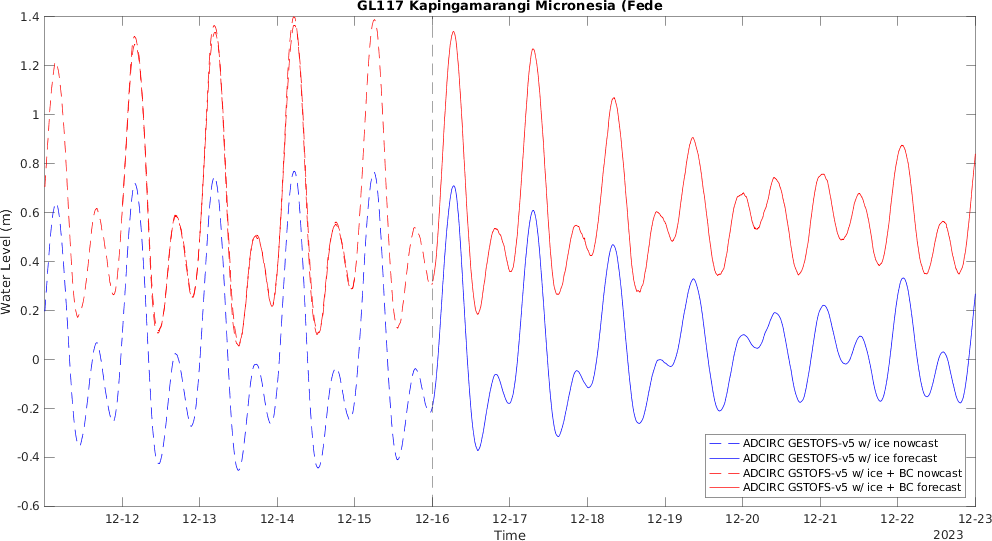 GL117 Kapingamarangi Micronesia (Fede
1.4
1.2
1
0.8
0.6
0.4
0.2
0
-0.2
-0.4
-0.6
Water Level (m)
ADCIRC GESTOFS-v5 w/ ice nowcast
ADCIRC GESTOFS-v5 w/ ice forecast
ADCIRC GSTOFS-v5 w/ ice + BC nowcast
ADCIRC GSTOFS-v5 w/ ice + BC forecast
12-12 12-13 12-14 12-15 12-16 12-17 12-18 12-19 12-20 12-21 12-22 12-23
Time
2023